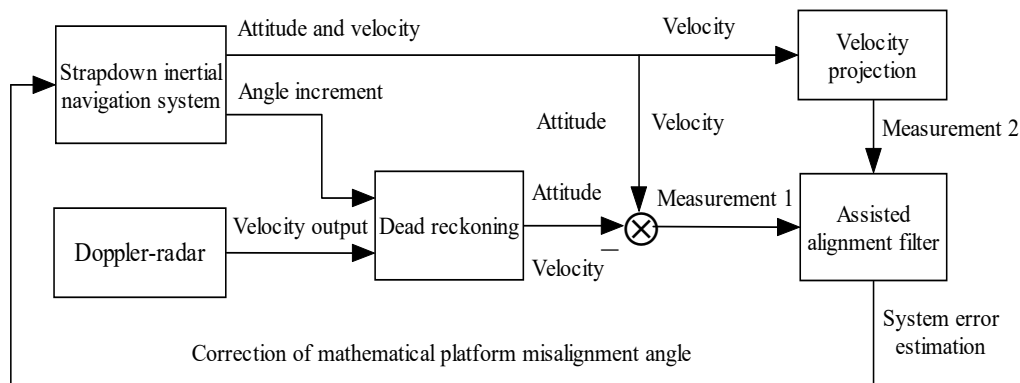 Attitude and velocity
Velocity
Velocity
projection
Strapdown inertial
navigation system
Angle increment
Attitude
Velocity
Measurement 2
Attitude
Measurement 1
Dead reckoning
Assisted
alignment filter
Velocity output
Doppler-radar
Velocity
−
System error
estimation
Correction of mathematical platform misalignment angle